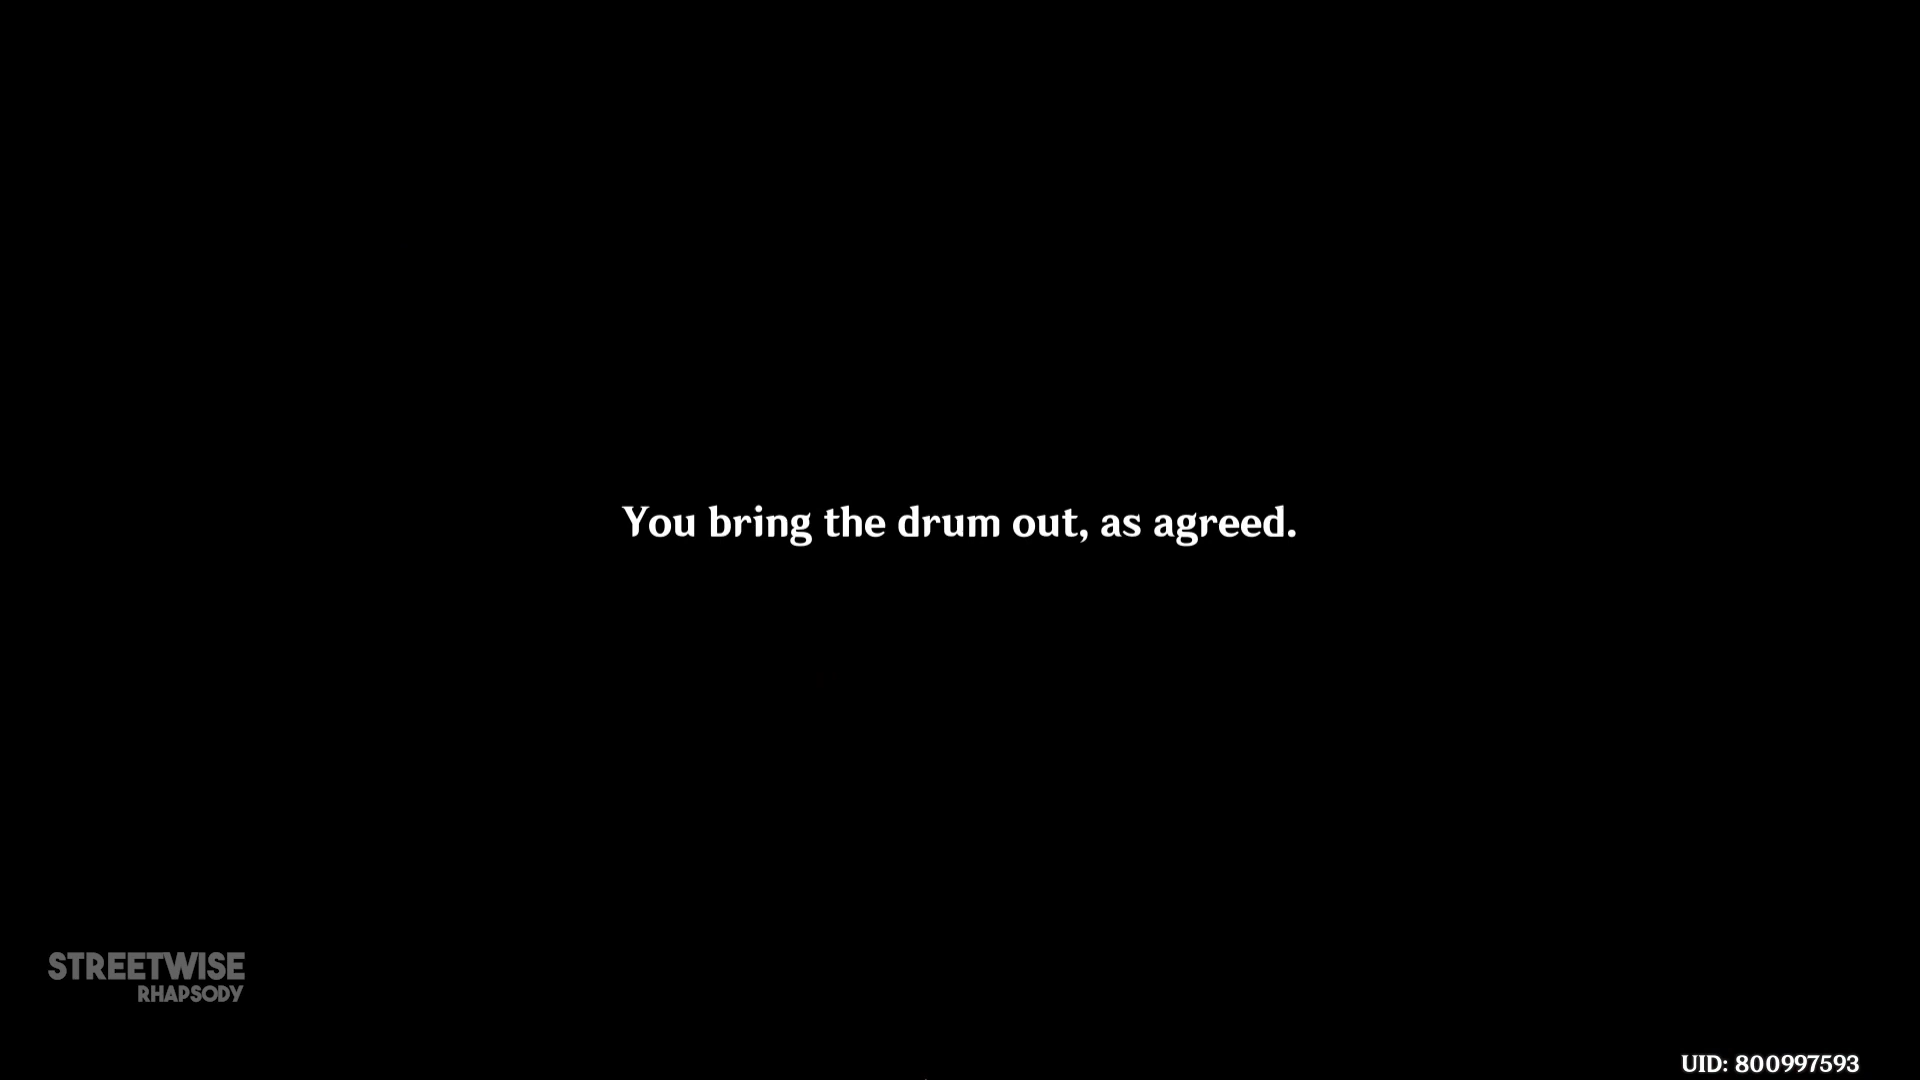 You bring the drum out, as agreed.
STREETWISE
RHAPSODY
UID: 800997593